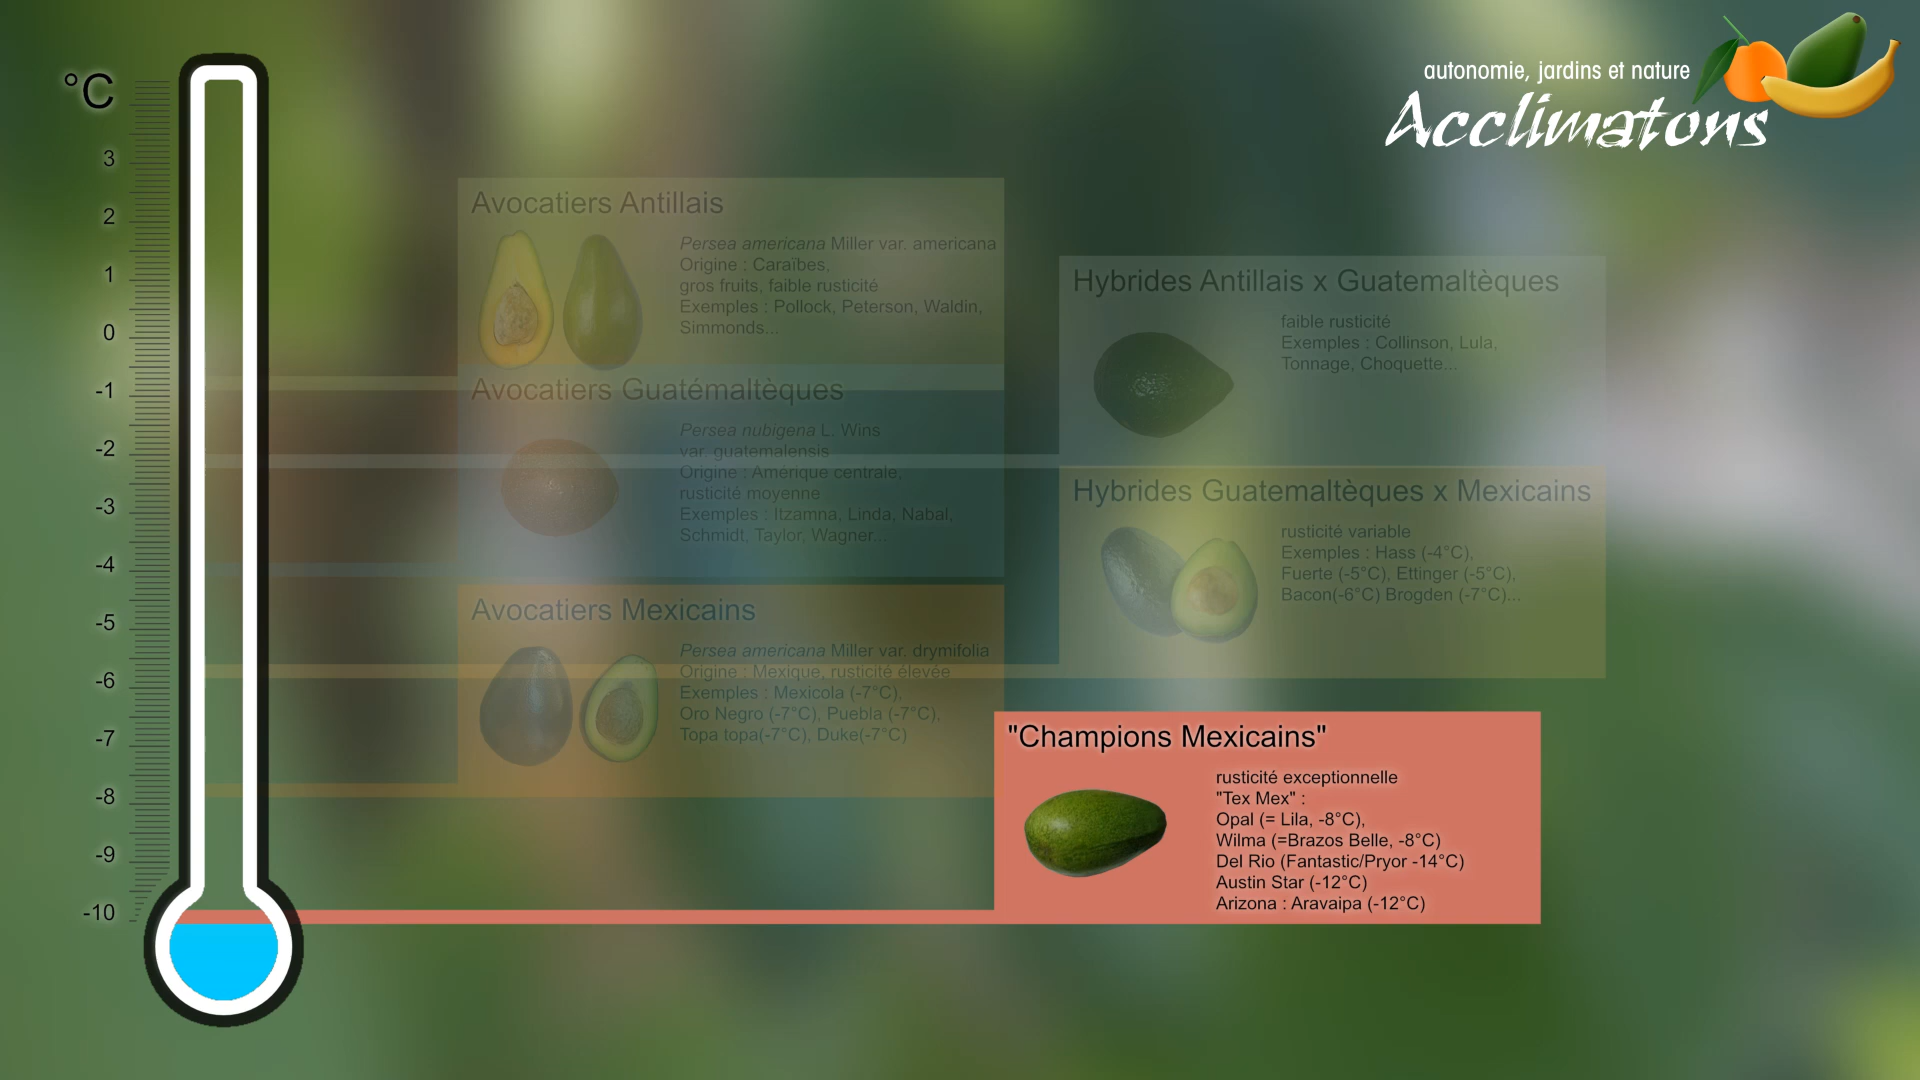 °C
3
2
1
0
-1
-2
-3
-4
-5
-6
-7
-8
-9
-10
autonomie, jardins et nature
Acclimatons
Avocatiers Antillais
Persea americana Miller var. americana
Origine : Caraïbes,
gros fruits, faible rusticité
Exemples : Pollock, Peterson, Waldin,
Simmonds...
Avocatiers Guatémaltèques
Persea nubigena L. Wins
var. guatemalensis
Origine : Amérique centrale,
rusticité moyenne
Exemples : Itzamna, Linda, Nabal,
Schmidt, Taylor, Wagner...
Avocatiers Mexicains
Persea americana Miller var. drymifolia
Origine : Mexique, rusticité élevée
Exemples : Mexicola (-7°C),
Oro Negro (-7°C), Puebla (-7°C),
Topa topa(-7°C), Duke(-7°C)
Hybrides Antillais x Guatemaltèques
faible rusticité
Exemples : Collinson, Lula,
Tonnage, Choquette...
Hybrides Guatemaltèques x Mexicains
rusticité variable
Exemples : Hass (-4°C),
Fuerte (-5°C), Ettinger (-5°C),
Bacon(-6°C) Brogden (-7°C)...
"Champions Mexicains"
rusticité exceptionnelle
"Tex Mex" :
Opal (= Lila, -8°C),
Wilma (=Brazos Belle, -8°C)
Del Rio (Fantastic/Pryor -14°C)
Austin Star (-12°C)
Arizona : Aravaipa (-12°C)